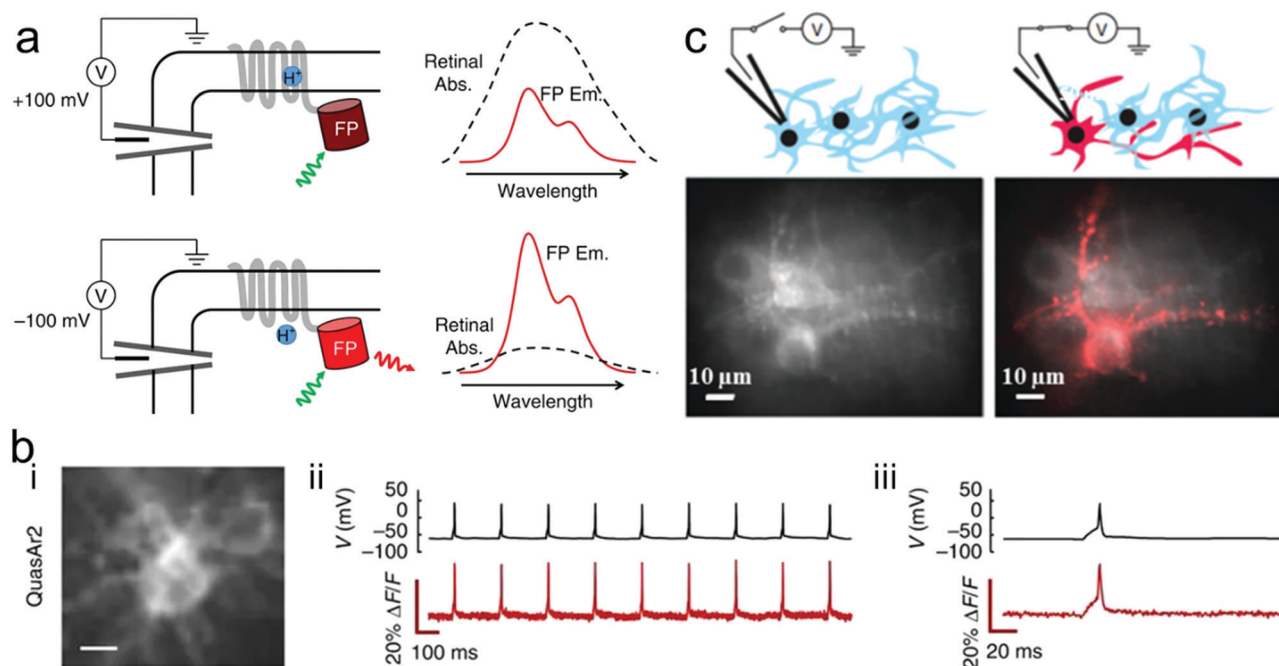 a
V
+100 mV
H+
FP
Retinal
Abs.
FP Em.
Wavelength
V
−100 mV
H+
FP
Retinal
Abs.
FP Em.
Wavelength
c
V
V
10 µm
10 µm
b
i
QuasAr2
ii
V (mV)
50
0
−50
−100
20% ΔF/F
100 ms
iii
V (mV)
50
0
−50
−100
20% ΔF/F
20 ms